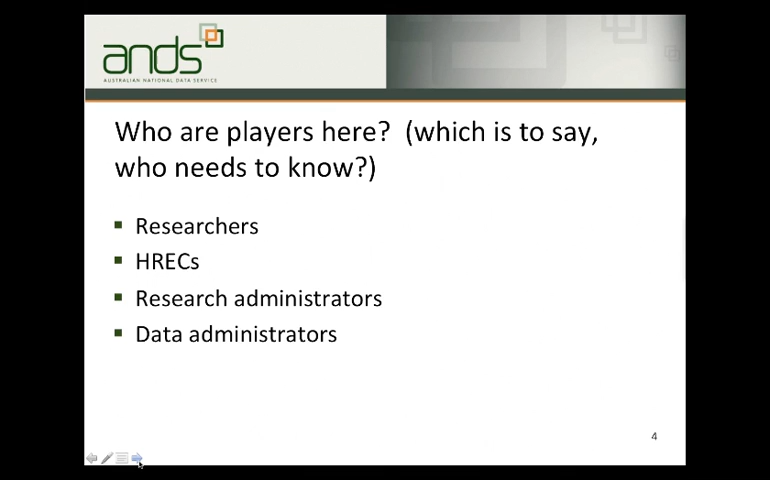 ands
AUSTRALIAN NATIONAL DATA SERVICE
Who are players here? (which is to say,
who needs to know?)
Researchers
HRECs
Research administrators
Data administrators
4